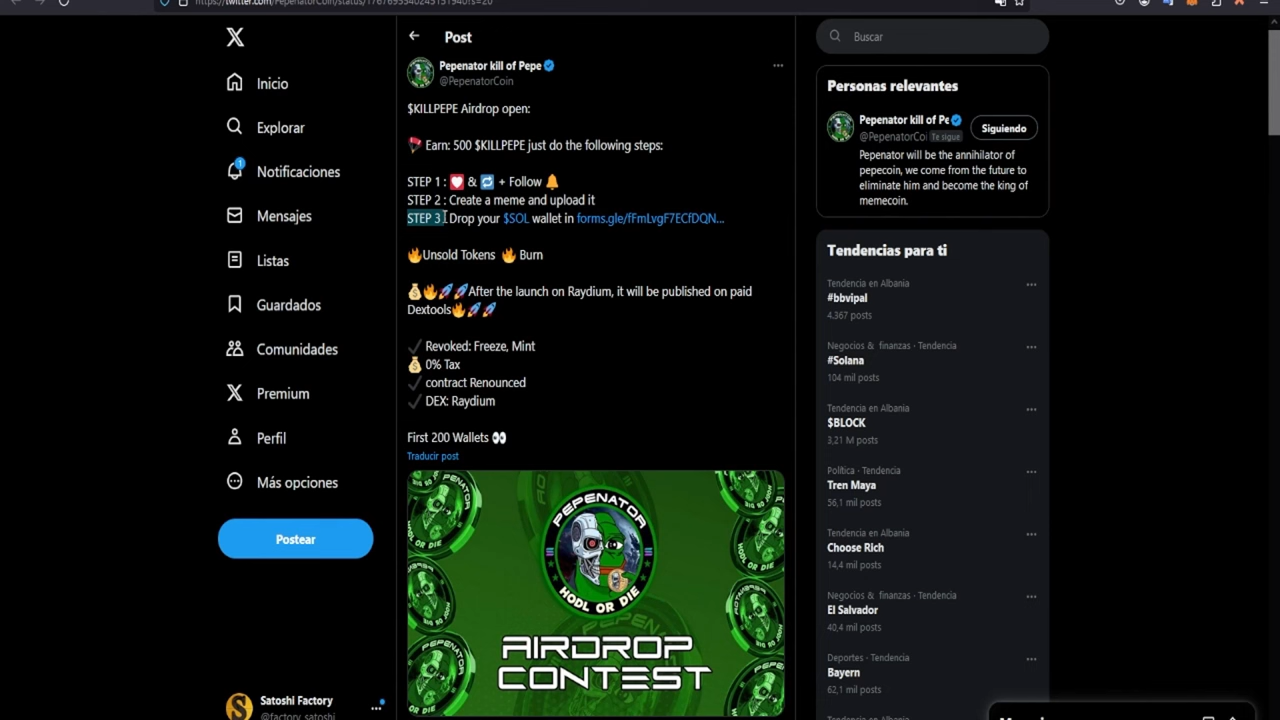 Post
Pepenator kill of Pepe
@PepenatorCoin
$KILLPEPE Airdrop open:
Earn: 500 $KILLPEPE just do the following steps:
STEP 1 : & + Follow
STEP 2 : Create a meme and upload it
STEP 3 : Drop your $SOL wallet in forms.gle/fFmLvgF7ECfDQN...
Unsold Tokens Burn
After the launch on Raydium, it will be published on paid
Dextools
Revoked: Freeze, Mint
0% Tax
contract Renounced
DEX: Raydium
First 200 Wallets
Traducir post
PEPENATOR
HODL OR DIE
AIRDROP
CONTEST
Inicio
Explorar
1
Notificaciones
Mensajes
Listas
Guardados
Comunidades
Premium
Perfil
Más opciones
Postear
Satoshi Factory
@factory_satoshi
Buscar
Personas relevantes
Pepenator kill of Pe
@PepenatorCoi Te sigue
Siguiendo
Pepenator will be the annihilator of
pepecoin, we come from the future to
eliminate him and become the king of
memecoin.
Tendencias para ti
Tendencia en Albania
#bbvipal
4.367 posts
Negocios & finanzas · Tendencia
#Solana
104 mil posts
Tendencia en Albania
$BLOCK
3,21 M posts
Política · Tendencia
Tren Maya
56,1 mil posts
Tendencia en Albania
Choose Rich
14,4 mil posts
Negocios & finanzas · Tendencia
El Salvador
40,4 mil posts
Deportes · Tendencia
Bayern
62,1 mil posts